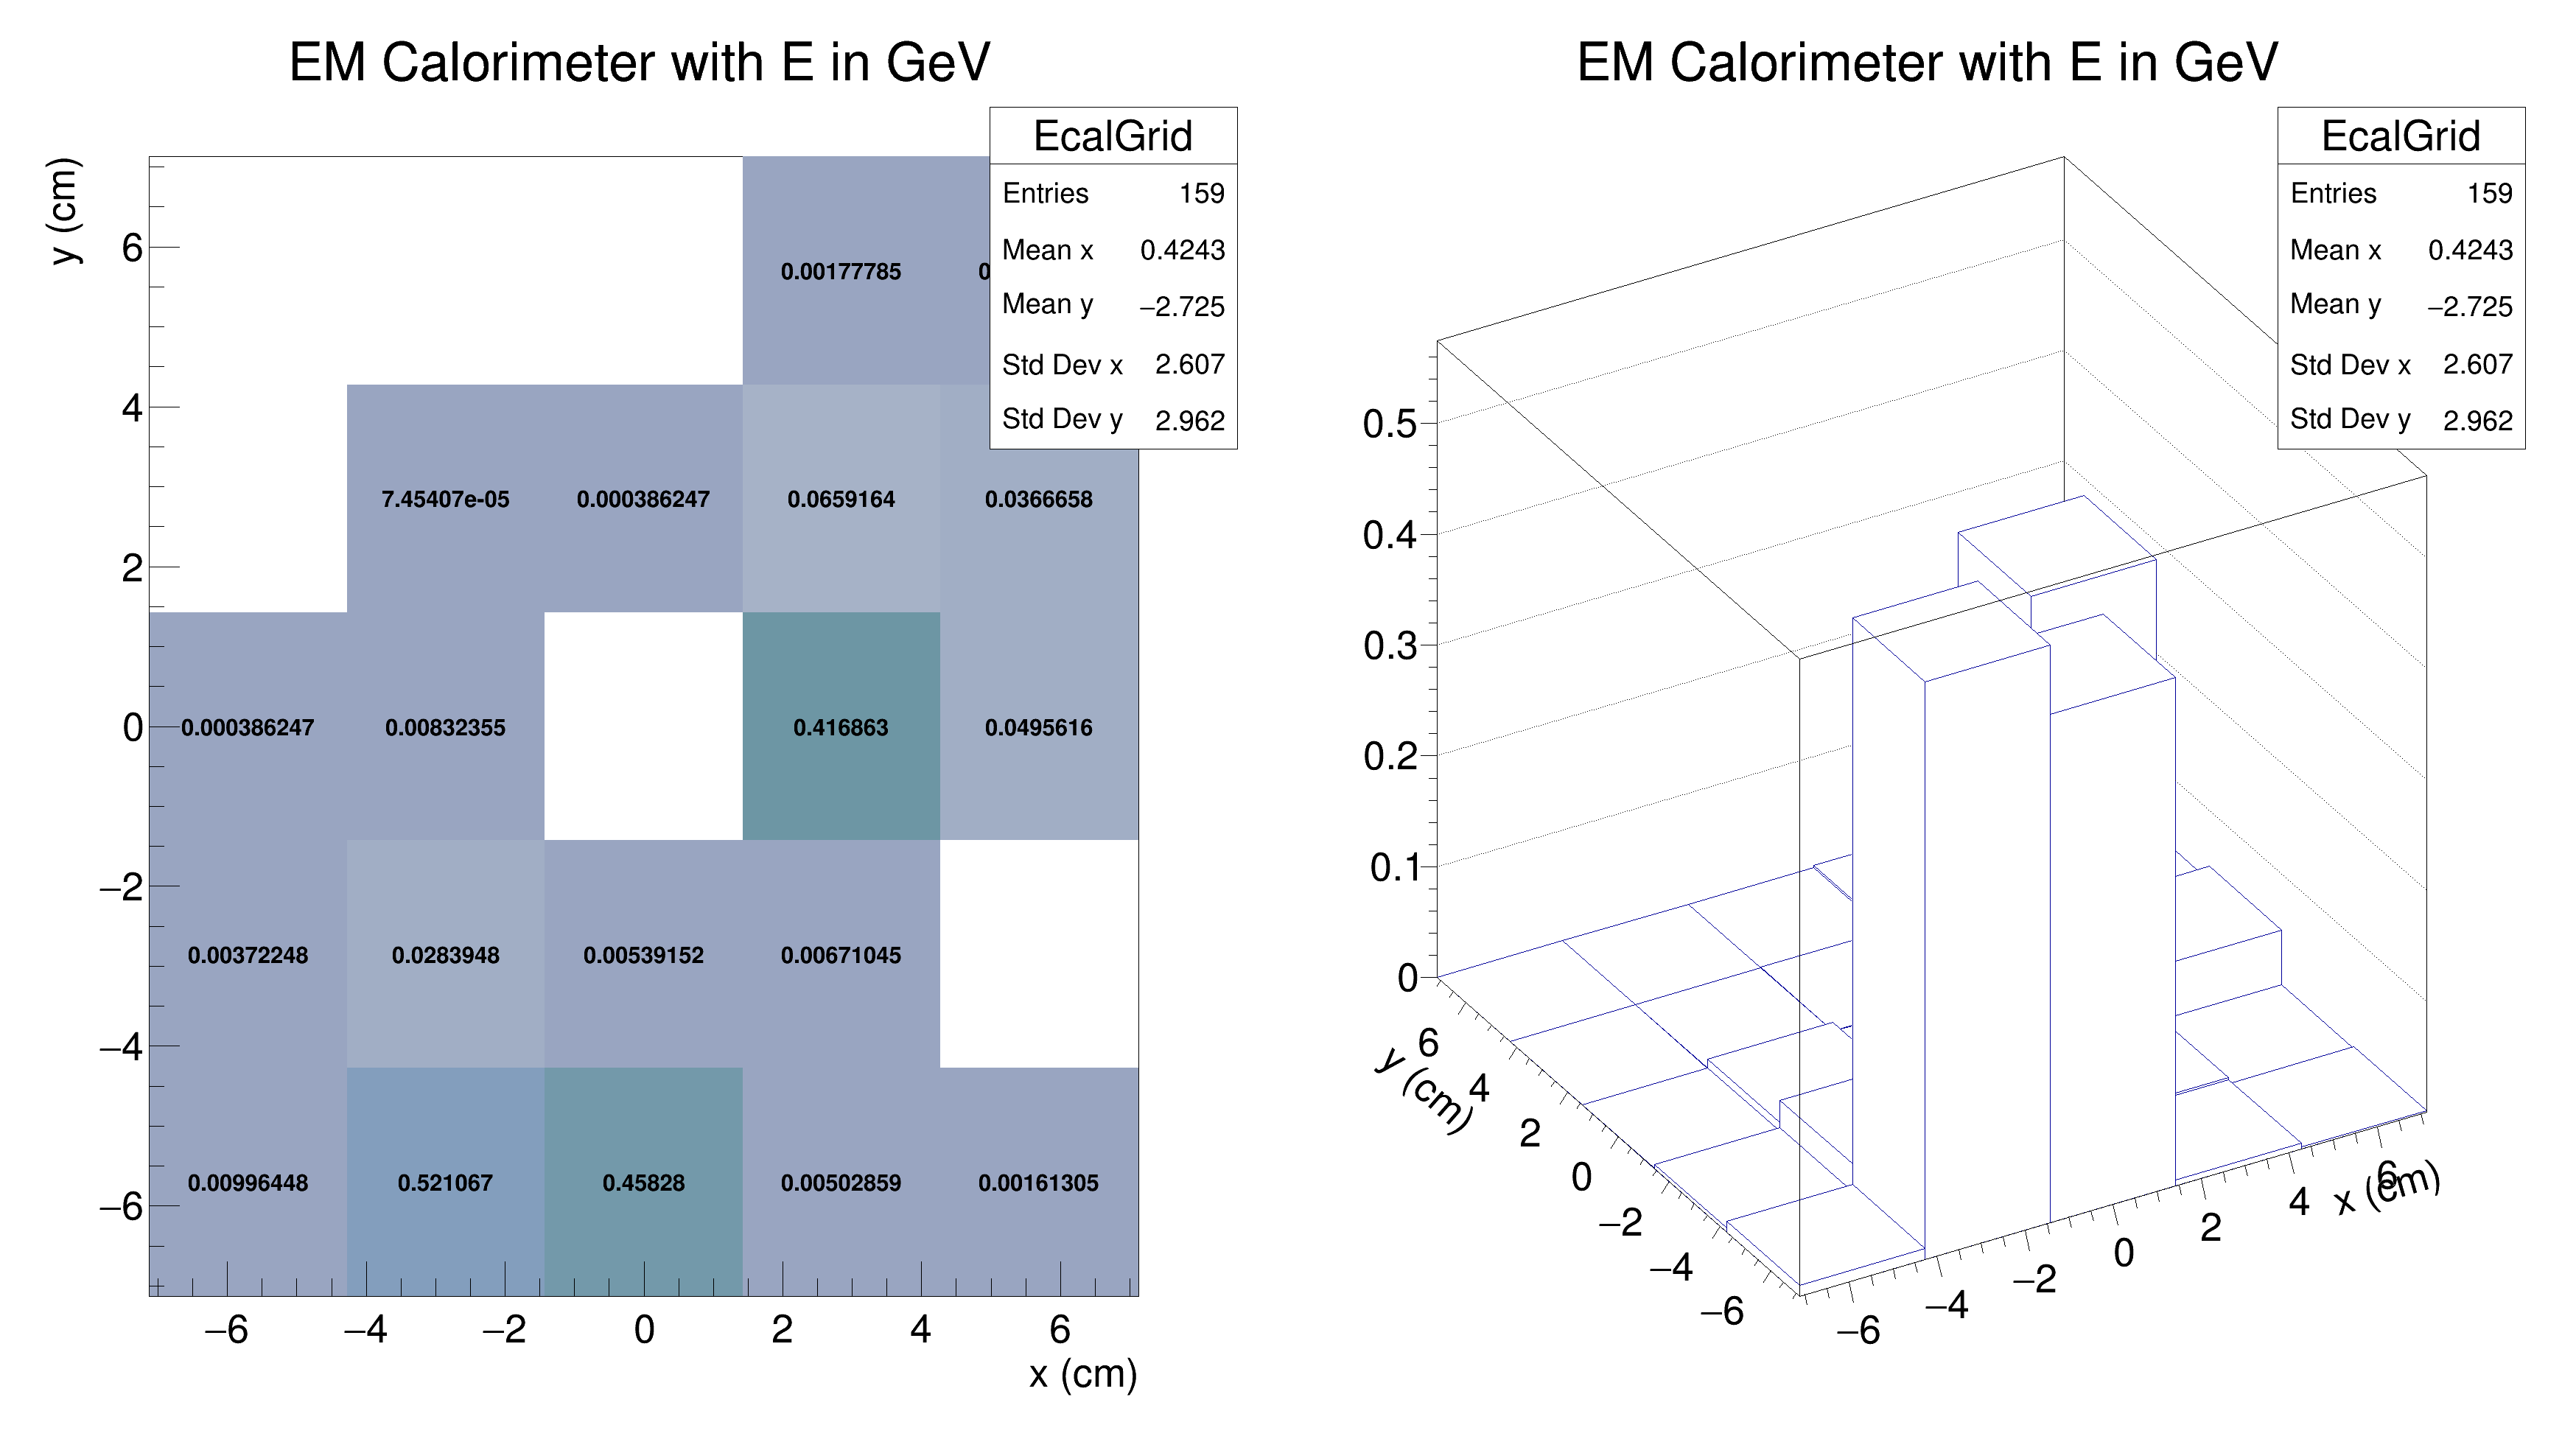 EM Calorimeter with E in GeV
EcalGrid
Entries 159
Mean x 0.4243
Mean y −2.725
Std Dev x 2.607
Std Dev y 2.962
y (cm)
6
4
2
0
−2
−4
−6
0.00177785
7.45407e-05 0.000386247 0.0659164 0.0366658
0.000386247 0.00832355 0.416863 0.0495616
0.00372248 0.0283948 0.00539152 0.00671045
0.00996448 0.521067 0.45828 0.00502859 0.00161305
−6 −4 −2 0 2 4 6
x (cm)
EM Calorimeter with E in GeV
EcalGrid
Entries 159
Mean x 0.4243
Mean y −2.725
Std Dev x 2.607
Std Dev y 2.962
0.5
0.4
0.3
0.2
0.1
0
y (cm)
6
4
2
0
−2
−4
−6
−6 −4 −2 0 2 4 6
x (cm)